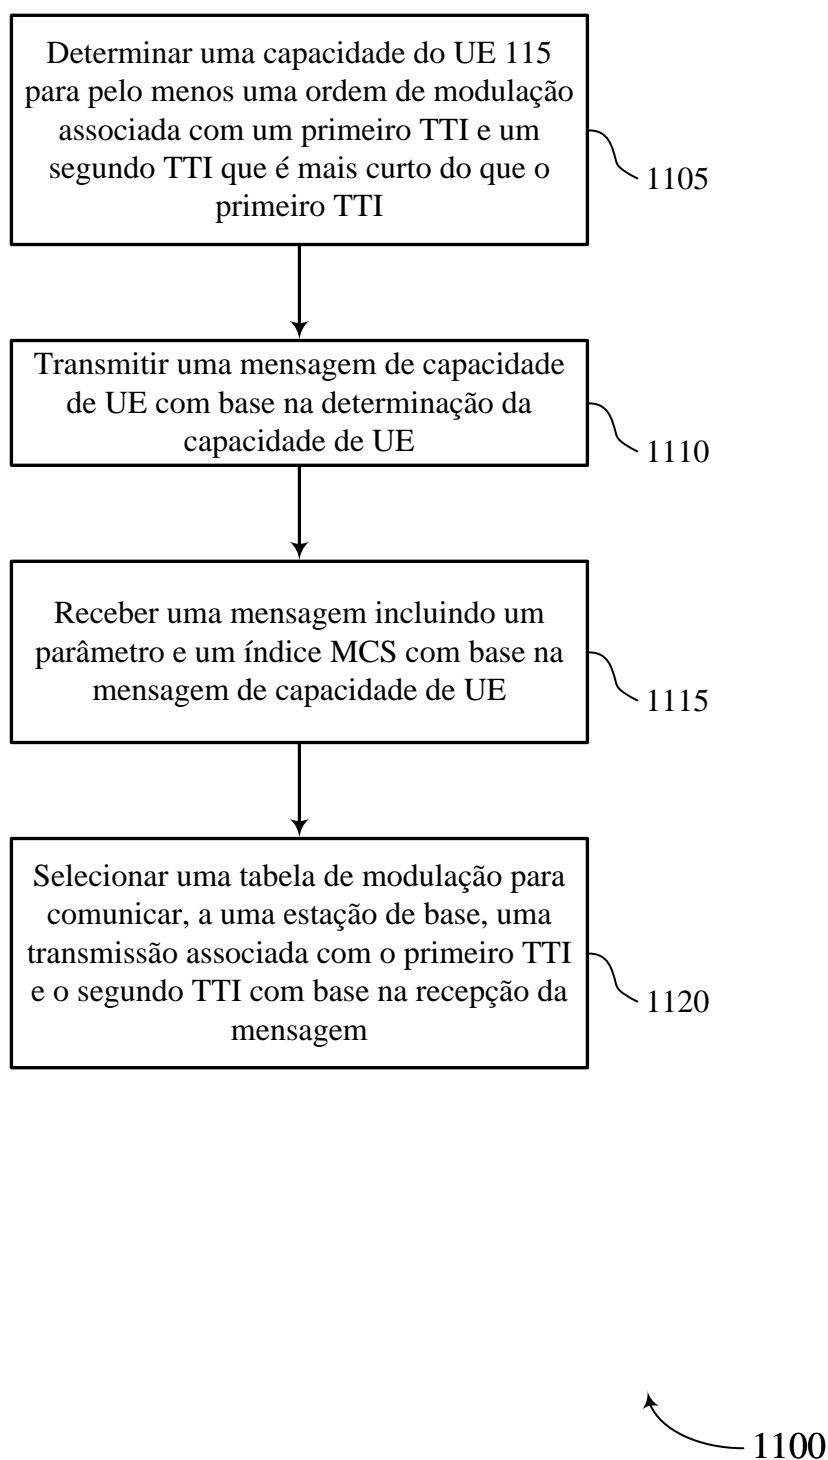 Determinar uma capacidade do UE 115
para pelo menos uma ordem de modulação
associada com um primeiro TTI e um
segundo TTI que é mais curto do que o
primeiro TTI
1105
Transmitir uma mensagem de capacidade
de UE com base na determinação da
capacidade de UE
1110
Receber uma mensagem incluindo um
parâmetro e um índice MCS com base na
mensagem de capacidade de UE
1115
Selecionar uma tabela de modulação para
comunicar, a uma estação de base, uma
transmissão associada com o primeiro TTI
e o segundo TTI com base na recepção da
mensagem
1120
1100